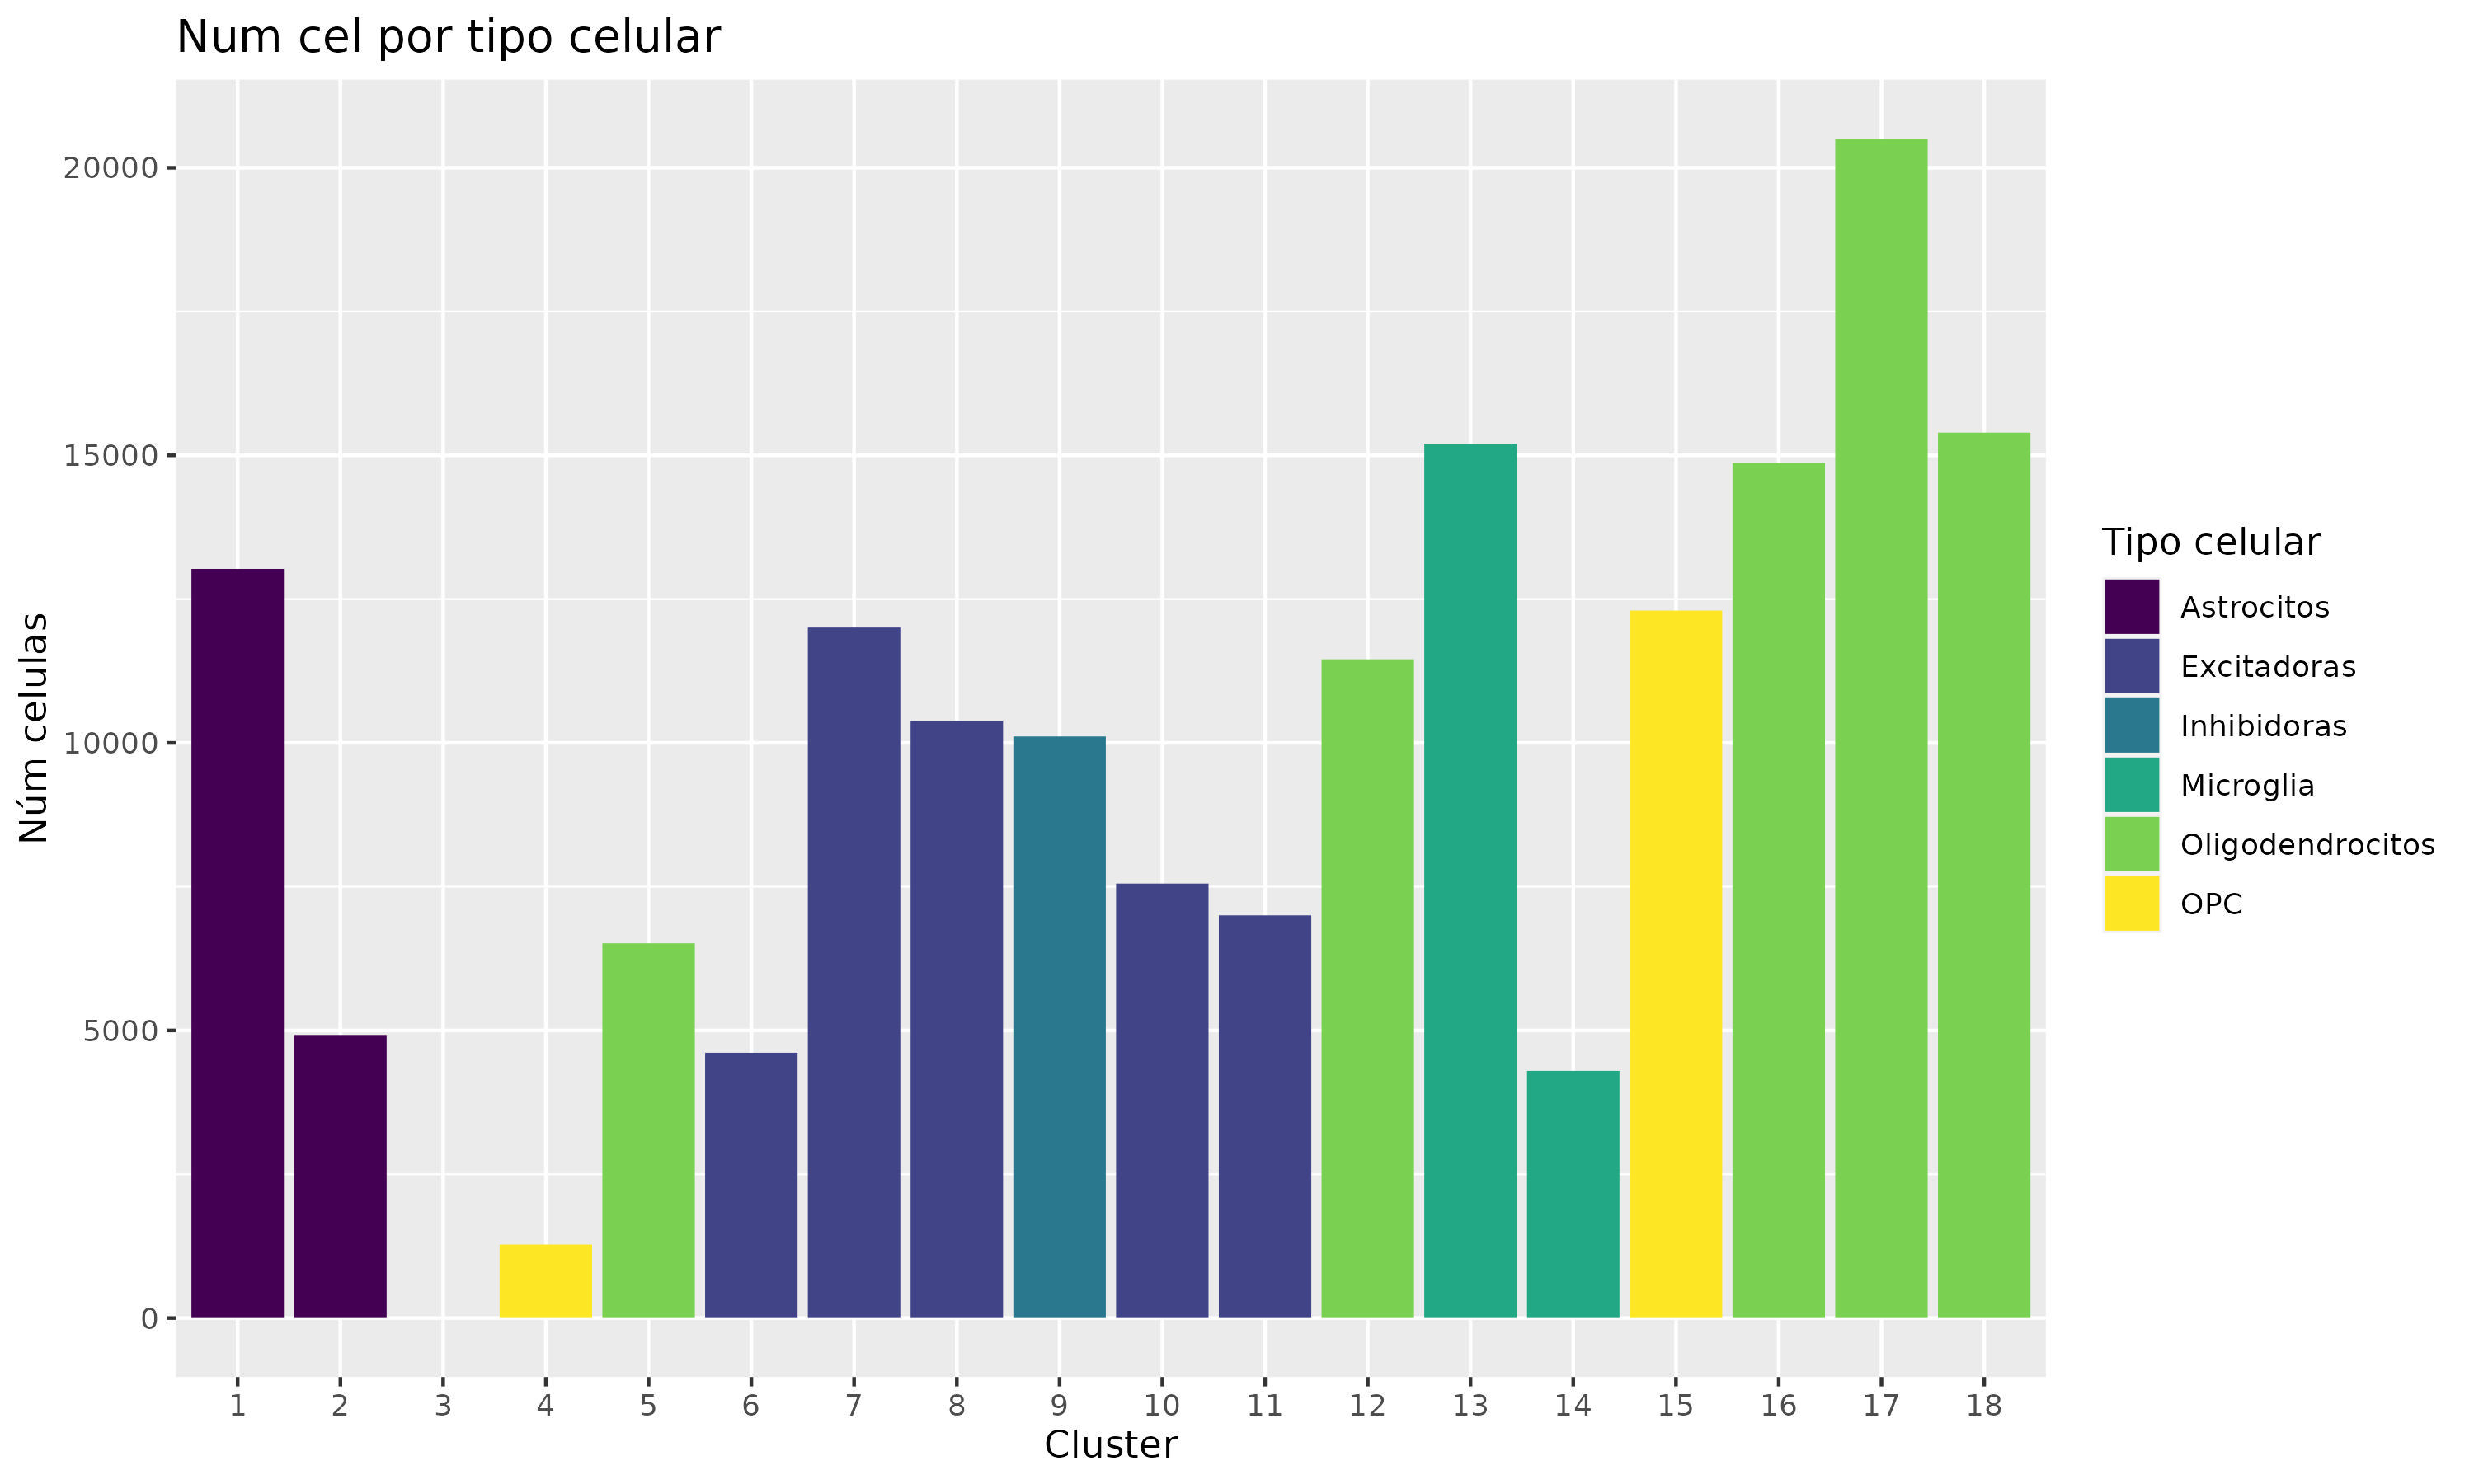 Num cel por tipo celular
Núm celulas
20000
15000
10000
5000
0
1 2 3 4 5 6 7 8 9 10 11 12 13 14 15 16 17 18
Cluster
Tipo celular
Astrocitos
Excitadoras
Inhibidoras
Microglia
Oligodendrocitos
OPC